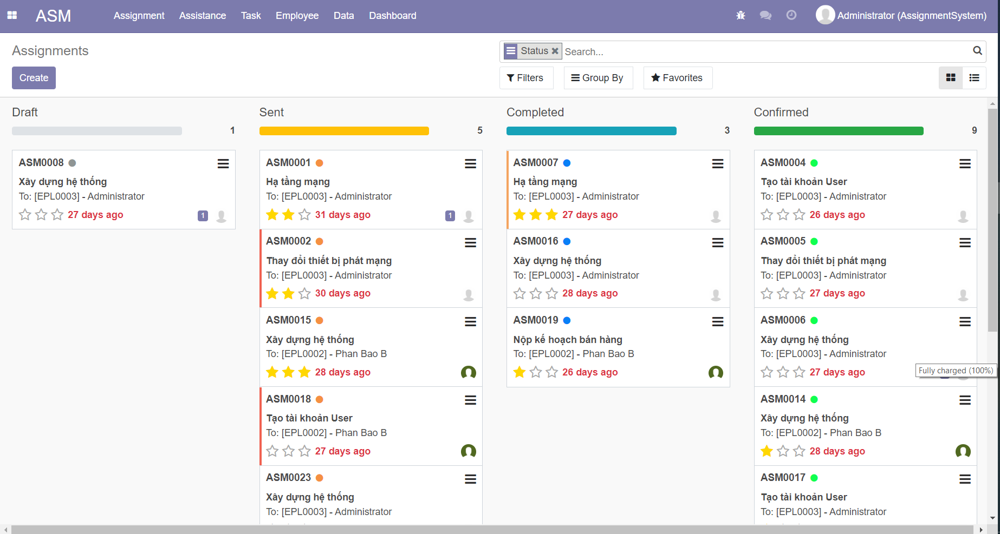 ASM
Assignment Assistance Task Employee Data Dashboard
Administrator (AssignmentSystem)
Assignments
Status Search...
Create
Filters Group By Favorites
Draft
1
ASM0008
Xây dựng hệ thống
To: [EPL0003] - Administrator
27 days ago 1
Sent
5
ASM0001
Hạ tầng mạng
To: [EPL0003] - Administrator
31 days ago 1
ASM0002
Thay đổi thiết bị phát mạng
To: [EPL0003] - Administrator
30 days ago
ASM0015
Xây dựng hệ thống
To: [EPL0002] - Phan Bao B
28 days ago
ASM0018
Tạo tài khoản User
To: [EPL0002] - Phan Bao B
27 days ago
ASM0023
Xây dựng hệ thống
To: [EPL0003] - Administrator
Completed
3
ASM0007
Hạ tầng mạng
To: [EPL0003] - Administrator
27 days ago
ASM0016
Xây dựng hệ thống
To: [EPL0003] - Administrator
28 days ago
ASM0019
Nộp kế hoạch bán hàng
To: [EPL0002] - Phan Bao B
26 days ago
Confirmed
9
ASM0004
Tạo tài khoản User
To: [EPL0003] - Administrator
26 days ago
ASM0005
Thay đổi thiết bị phát mạng
To: [EPL0003] - Administrator
27 days ago
ASM0006
Xây dựng hệ thống
To: [EPL0003] - Administrator
27 days ago
Fully charged (100%)
ASM0014
Xây dựng hệ thống
To: [EPL0002] - Phan Bao B
28 days ago
ASM0017
Tạo tài khoản User
To: [EPL0003] - Administrator